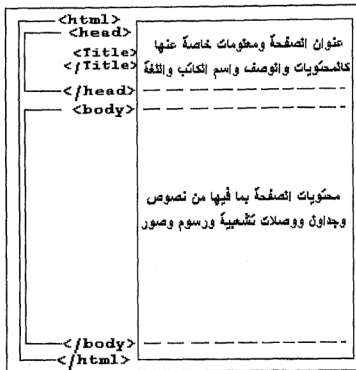 <html>
<head>
<Title>
</Title>
عنوان الصفحة ومعلومات خاصة عنها
كالمحتويات والوصف واسم الكاتب واللغة
</head>
<body>
محتويات الصفحة بما فيها من نصوص
وجداول ووصلات تشعبية ورسوم وصور
</body>
</html>